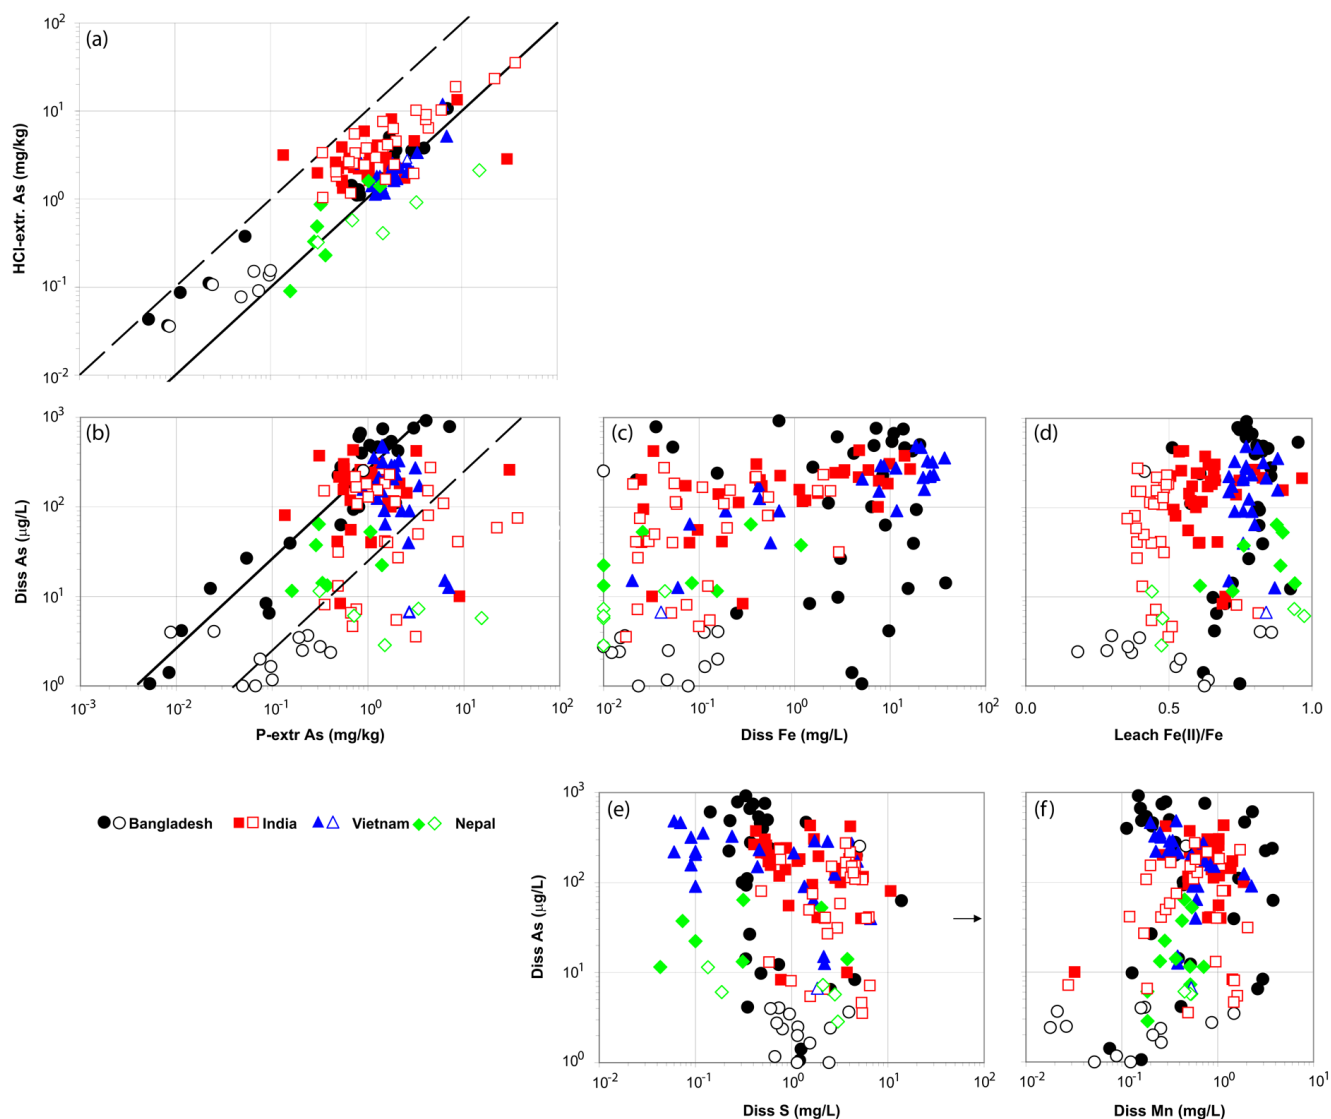 (a)
HCl-extr. As (mg/kg)
10²
10¹
10⁰
10⁻¹
10⁻²
(b)
(c)
(d)
Diss As (µg/L)
10³
10²
10¹
10⁰
10⁻³ 10⁻² 10⁻¹ 10⁰ 10¹ 10²
10⁻² 10⁻¹ 10⁰ 10¹ 10²
0.0 0.5 1.0
P-extr As (mg/kg)
Diss Fe (mg/L)
Leach Fe(II)/Fe
Bangladesh India Vietnam Nepal
(e)
(f)
Diss As (µg/L)
10³
10²
10¹
10⁰
10⁻² 10⁻¹ 10⁰ 10¹ 10²
10⁻² 10⁻¹ 10⁰ 10¹
Diss S (mg/L)
Diss Mn (mg/L)